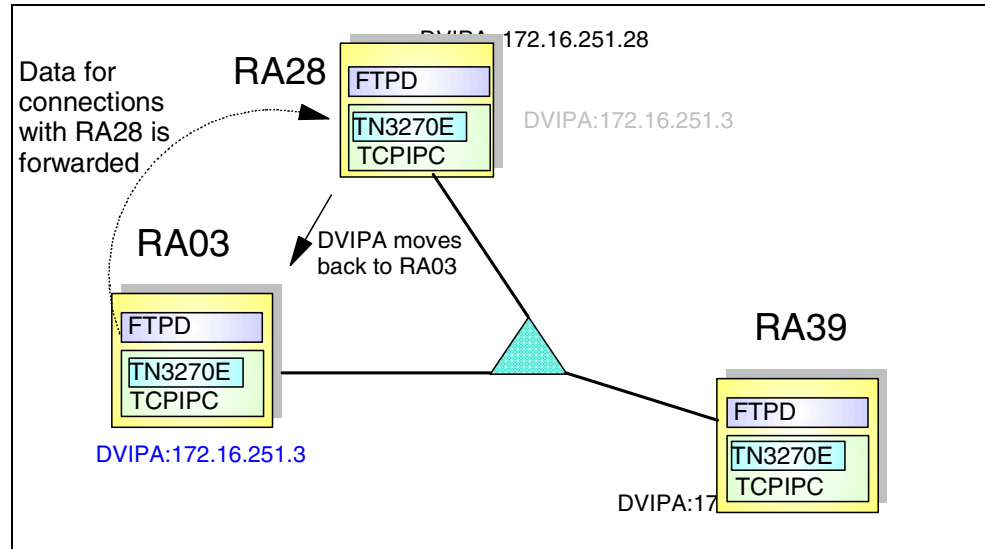 DVIPA: 172.16.251.28
Data for
connections
with RA28 is
forwarded
RA28
FTPD
TN3270E
TCPIPC
DVIPA:172.16.251.3
DVIPA moves
back to RA03
RA03
FTPD
TN3270E
TCPIPC
DVIPA:172.16.251.3
RA39
FTPD
TN3270E
TCPIPC
DVIPA:17